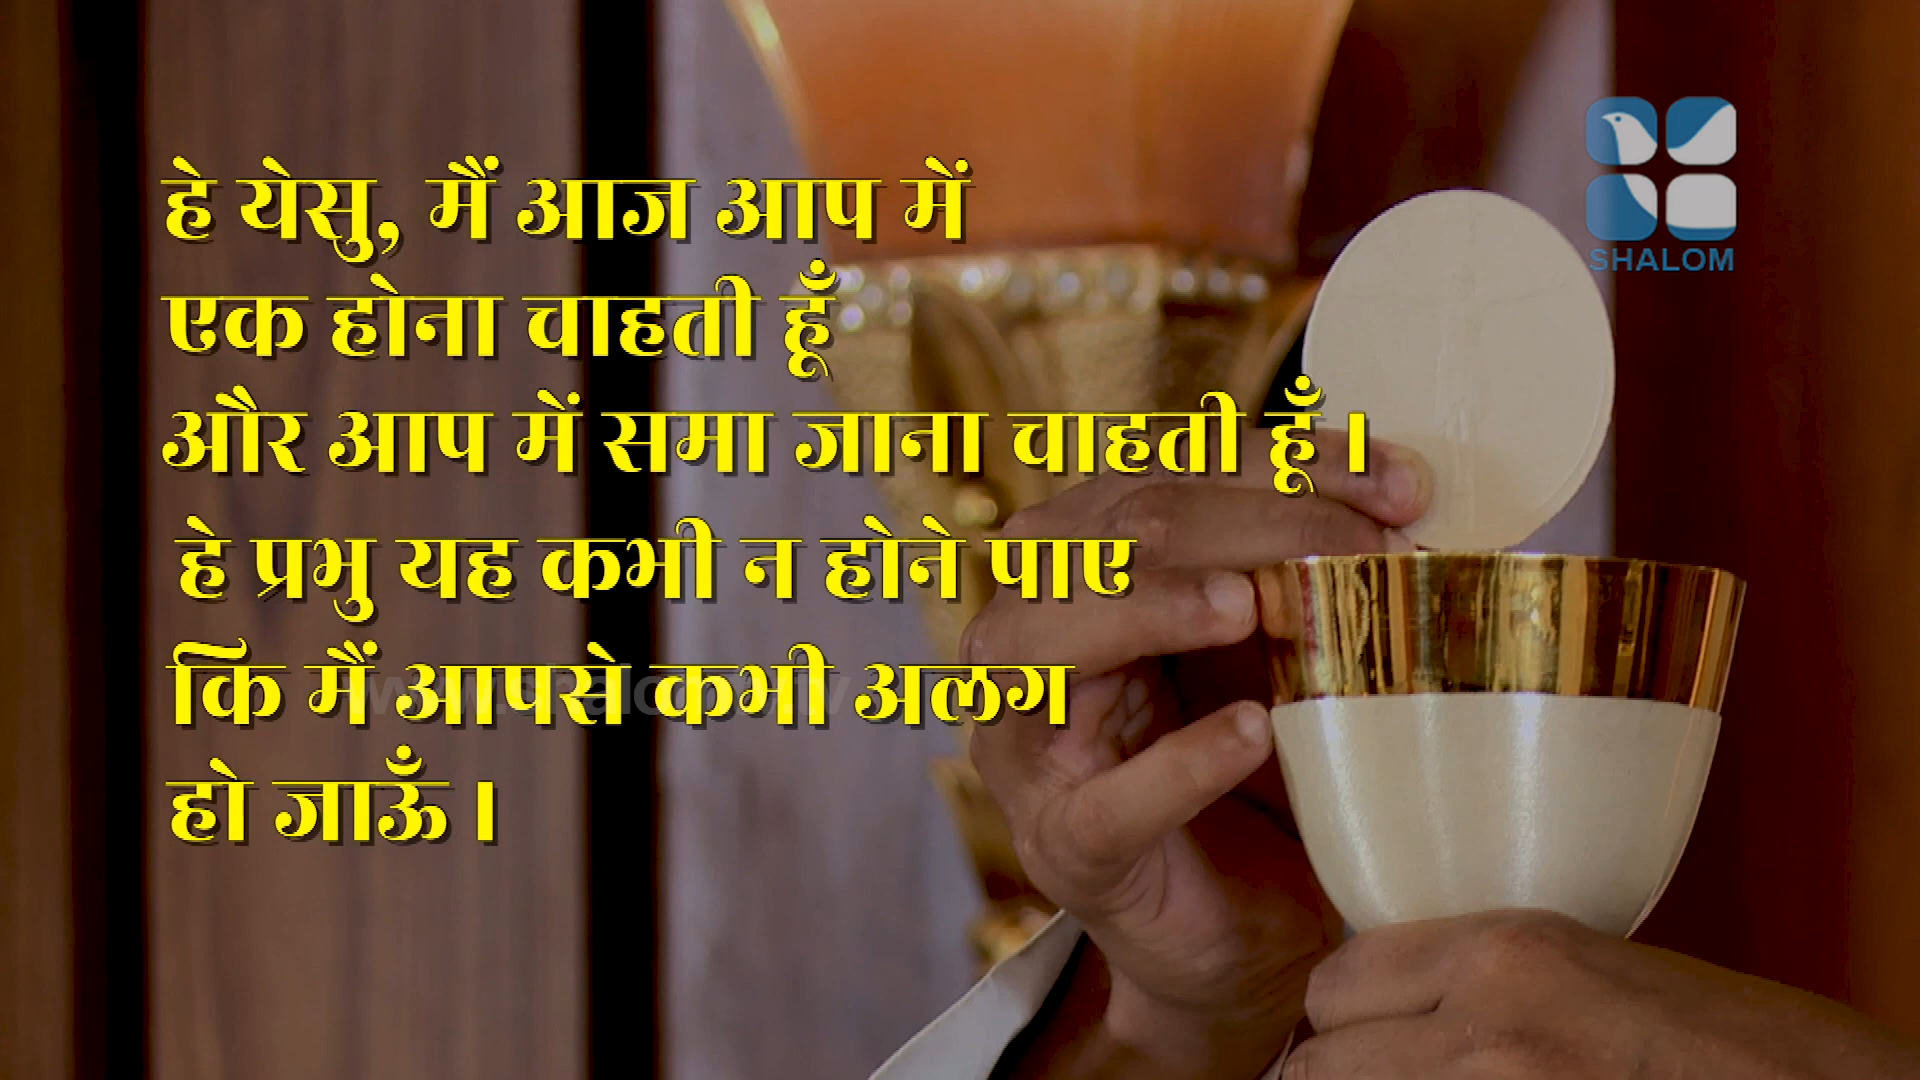 हे येसु, मैं आज आप में
एक होना चाहती हूँ
और आप में समा जाना चाहती हूँ ।
हे प्रभु यह कभी न होने पाए
कि मैं आपसे कभी अलग
हो जाऊँ ।
SHALOM